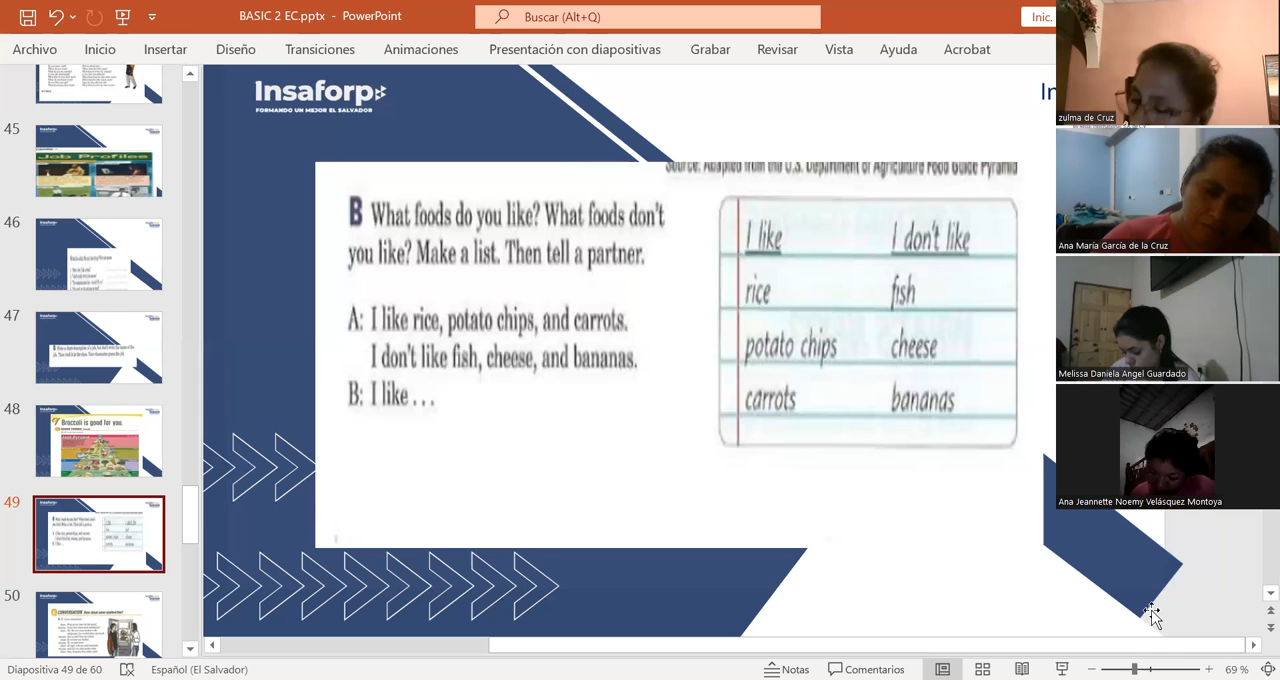 BASIC 2 EC.pptx - PowerPoint
Buscar (Alt+Q)
Inic.
Archivo Inicio Insertar Diseño Transiciones Animaciones Presentación con diapositivas Grabar Revisar Vista Ayuda Acrobat
45
Job Profiles
46
47
48
Broccoli is good for you.
49
50
Insaforp
FORMANDO UN MEJOR EL SALVADOR
In
Source: Adapted from the U.S. Department of Agriculture Food Guide Pyramid
B What foods do you like? What foods don't
you like? Make a list. Then tell a partner.
A: I like rice, potato chips, and carrots.
I don't like fish, cheese, and bananas.
B: I like . . .
I like I don't like
rice fish
potato chips cheese
carrots bananas
zulma de Cruz
Ana María García de la Cruz
Melissa Daniela Angel Guardado
Ana Jeannette Noemy Velásquez Montoya
Diapositiva 49 de 60 Español (El Salvador) Notas Comentarios 69 %